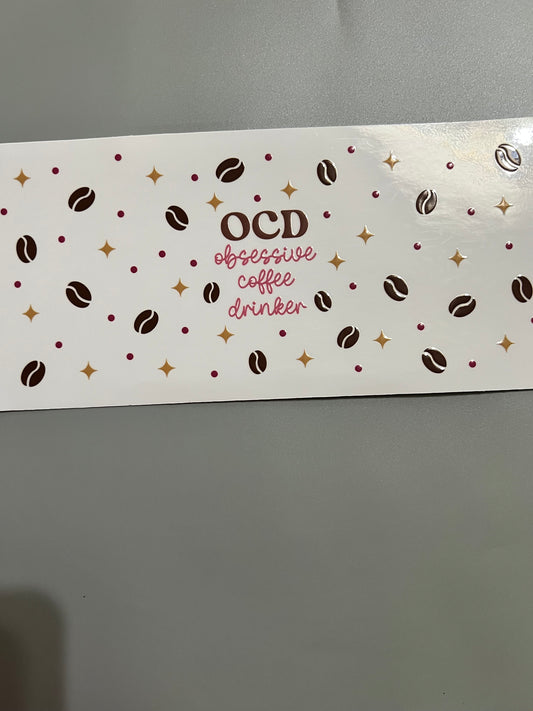 OCD
obsessive
coffee
drinker